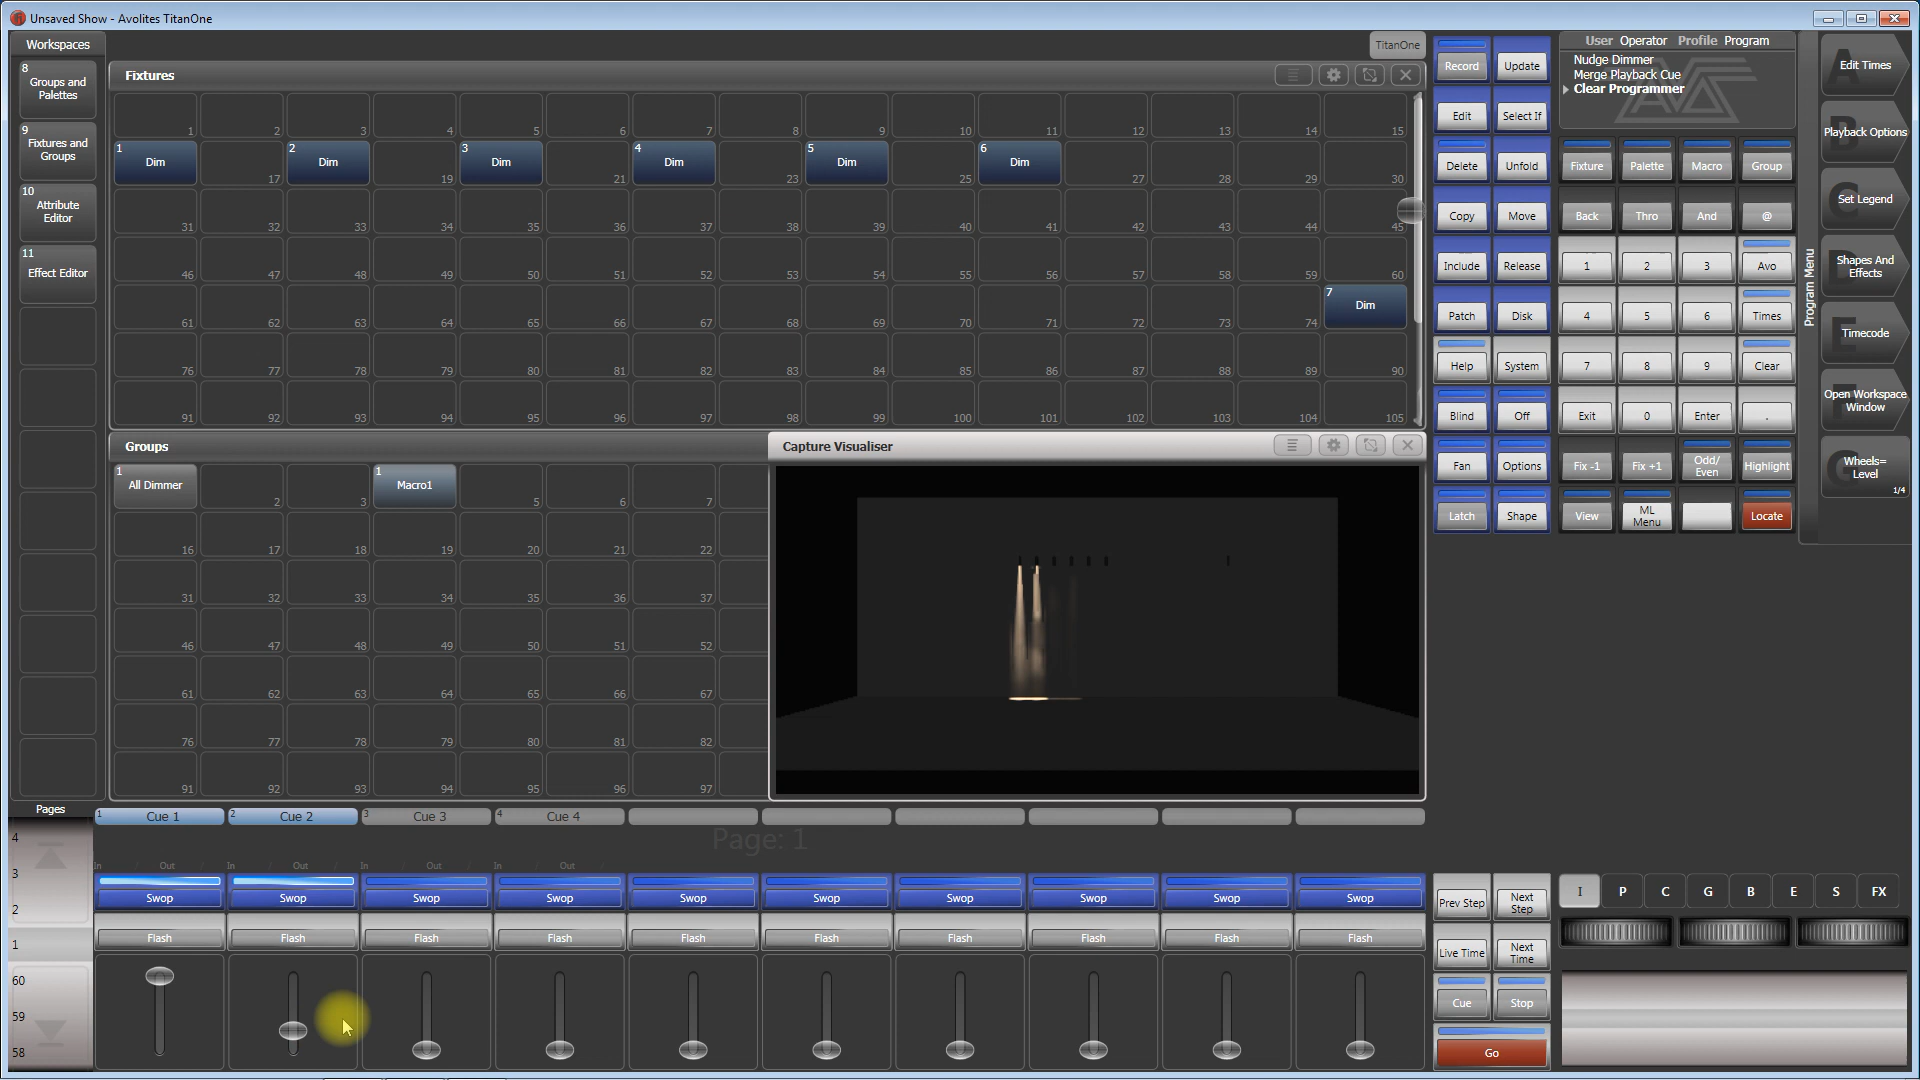 Unsaved Show - Avolites TitanOne
Workspaces
8
Groups and
Palettes
9
Fixtures and
Groups
10
Attribute
Editor
11
Effect Editor
TitanOne
Fixtures
1 2 3 4 5 6 7 8 9 10 11 12 13 14 15
1 Dim 17 2 Dim 19 3 Dim 21 4 Dim 23 5 Dim 25 6 Dim 27 28 29 30
31 32 33 34 35 36 37 38 39 40 41 42 43 44 45
46 47 48 49 50 51 52 53 54 55 56 57 58 59 60
61 62 63 64 65 66 67 68 69 70 71 72 73 74 7 Dim
76 77 78 79 80 81 82 83 84 85 86 87 88 89 90
91 92 93 94 95 96 97 98 99 100 101 102 103 104 105
Groups
1 All Dimmer 2 3 1 Macro1 5 6 7
16 17 18 19 20 21 22
31 32 33 34 35 36 37
46 47 48 49 50 51 52
61 62 63 64 65 66 67
76 77 78 79 80 81 82
91 92 93 94 95 96 97
Capture Visualiser
Record Update
Edit Select If
Delete Unfold
Copy Move
Include Release
Patch Disk
Help System
Blind Off
Fan Options
Latch Shape
User Operator Profile Program
Nudge Dimmer
Merge Playback Cue
Clear Programmer
Fixture Palette Macro Group
Back Thro And @
1 2 3 Avo
4 5 6 Times
7 8 9 Clear
Exit 0 Enter .
Fix -1 Fix +1 Odd/
Even Highlight
View ML
Menu Locate
Program Menu
A
Edit Times
B
Playback Options
C
Set Legend
D
Shapes And
Effects
E
Timecode
F
Open Workspace
Window
G
Wheels=
Level
1/4
Pages
4
3
2
1
60
59
58
1 Cue 1 2 Cue 2 3 Cue 3 4 Cue 4
Page: 1
In / Out / In / Out / In / Out / In / Out /
Swop Swop Swop Swop Swop Swop Swop Swop Swop Swop
Flash Flash Flash Flash Flash Flash Flash Flash Flash Flash
Prev Step Next
Step
Live Time Next
Time
Cue Stop
Go
I P C G B E S FX